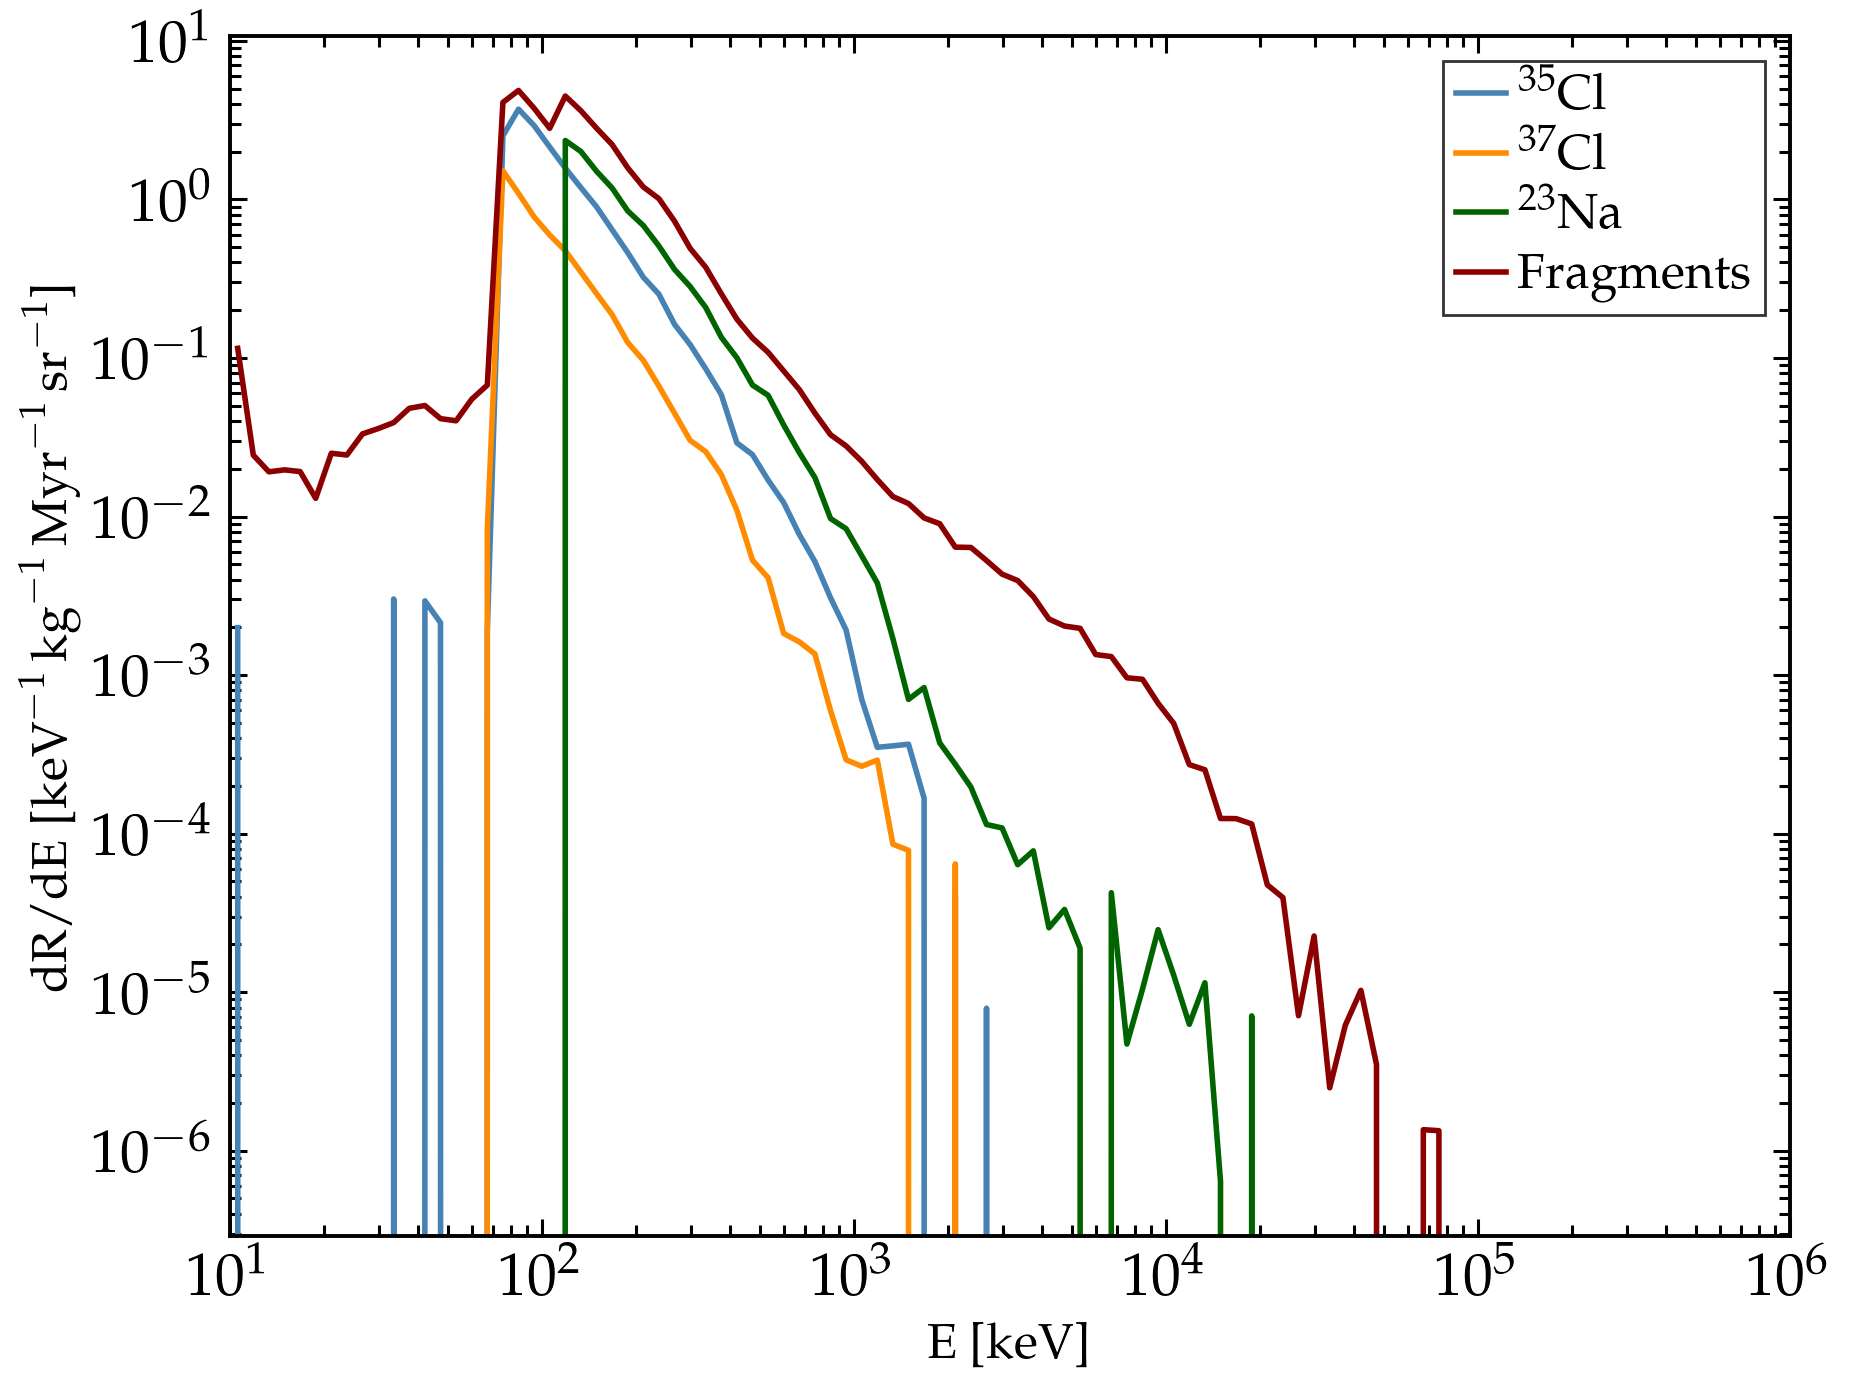 10¹
10⁰
10⁻¹
10⁻²
10⁻³
10⁻⁴
10⁻⁵
10⁻⁶
dR/dE [keV⁻¹ kg⁻¹ Myr⁻¹ sr⁻¹]
³⁵Cl
³⁷Cl
²³Na
Fragments
10¹ 10² 10³ 10⁴ 10⁵ 10⁶
E [keV]